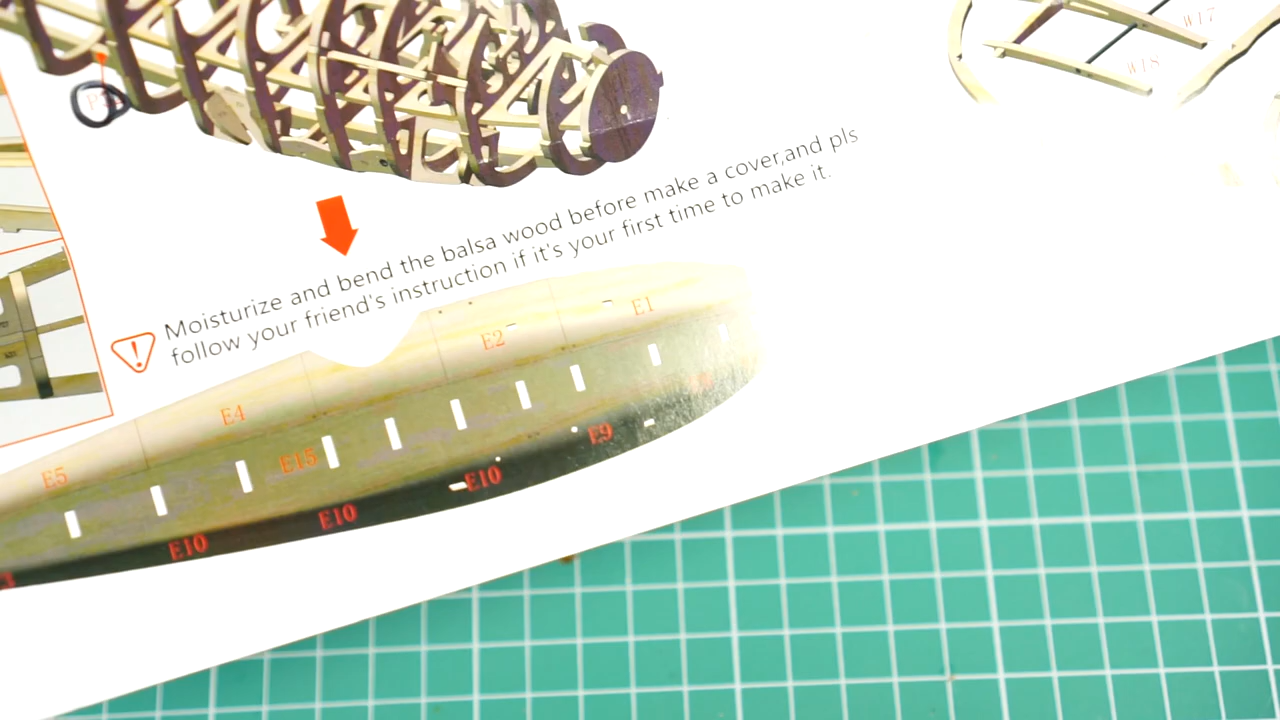 W17
W18
Moisturize and bend the balsa wood before make a cover,and pls
follow your friend's instruction if it's your first time to make it.
E1
E2
E4
E5
E15
E9
E10
E10
E10